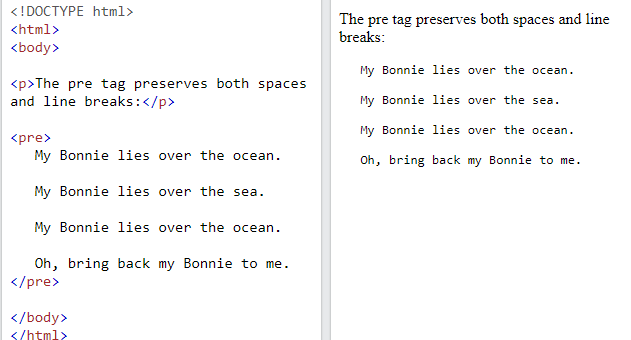 <!DOCTYPE html>
<html>
<body>
<p>The pre tag preserves both spaces
and line breaks:</p>
<pre>
   My Bonnie lies over the ocean.
   My Bonnie lies over the sea.
   My Bonnie lies over the ocean.
   Oh, bring back my Bonnie to me.
</pre>
</body>
</html>
The pre tag preserves both spaces and line
breaks:
   My Bonnie lies over the ocean.
   My Bonnie lies over the sea.
   My Bonnie lies over the ocean.
   Oh, bring back my Bonnie to me.